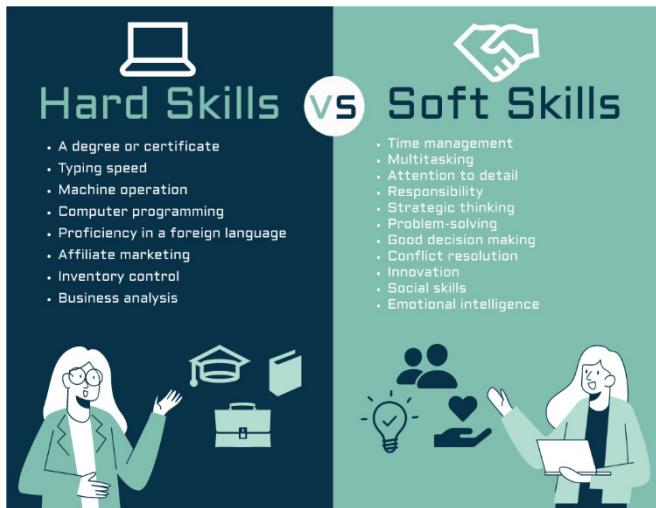 Hard Skills vs Soft Skills
• A degree or certificate
• Typing speed
• Machine operation
• Computer programming
• Proficiency in a foreign language
• Affiliate marketing
• Inventory control
• Business analysis
• Time management
• Multitasking
• Attention to detail
• Responsibility
• Strategic thinking
• Problem-solving
• Good decision making
• Conflict resolution
• Innovation
• Social skills
• Emotional intelligence